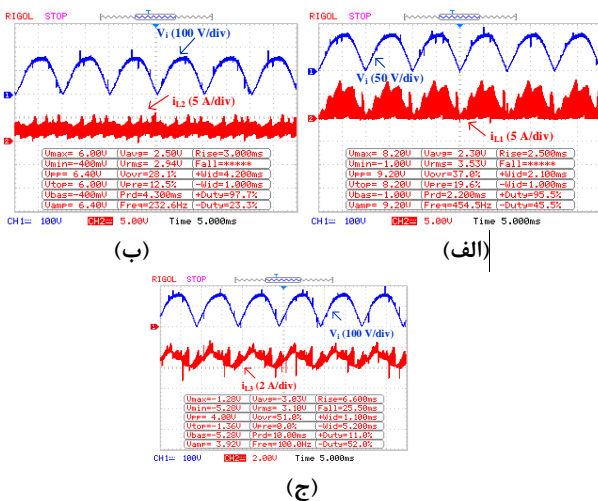 RIGOL STOP
Vi (100 V/div)
iL2 (5 A/div)
Vmax= 6.00V Vavg= 2.50V Rise=3.000ms
Vmin=-400mV Vrms= 2.94V Fall=*****
Vpp= 6.40V Vovr=28.1% +Wid=4.200ms
Vtop= 6.00V Vpre=12.5% -Wid=1.000ms
Vbas=-400mV Prd=4.300ms +Duty=97.7%
Vamp= 6.40V Freq=232.6Hz -Duty=23.3%
CH1= 100V CH2= 5.00V Time 5.000ms
(ب)
RIGOL STOP
Vi (50 V/div)
iL1 (5 A/div)
Vmax= 8.20V Vavg= 2.30V Rise=2.500ms
Vmin=-1.00V Vrms= 3.53V Fall=*****
Vpp= 9.20V Vovr=37.0% +Wid=2.100ms
Vtop= 8.20V Vpre=19.6% -Wid=1.000ms
Vbas=-1.00V Prd=2.200ms +Duty=95.5%
Vamp= 9.20V Freq=454.5Hz -Duty=45.5%
CH1= 100V CH2= 5.00V Time 5.000ms
(الف)
RIGOL STOP
Vi (100 V/div)
iL3 (2 A/div)
Vmax=-1.28V Vavg=-3.03V Rise=6.600ms
Vmin=-5.28V Vrms= 3.10V Fall=25.50ms
Vpp= 4.00V Vovr=51.0% +Wid=1.100ms
Vtop=-1.36V Vpre=0.0% -Wid=5.200ms
Vbas=-5.28V Prd=10.00ms +Duty=11.0%
Vamp= 3.92V Freq=100.0Hz -Duty=52.0%
CH1= 100V CH2= 2.00V Time 5.000ms
(ج)